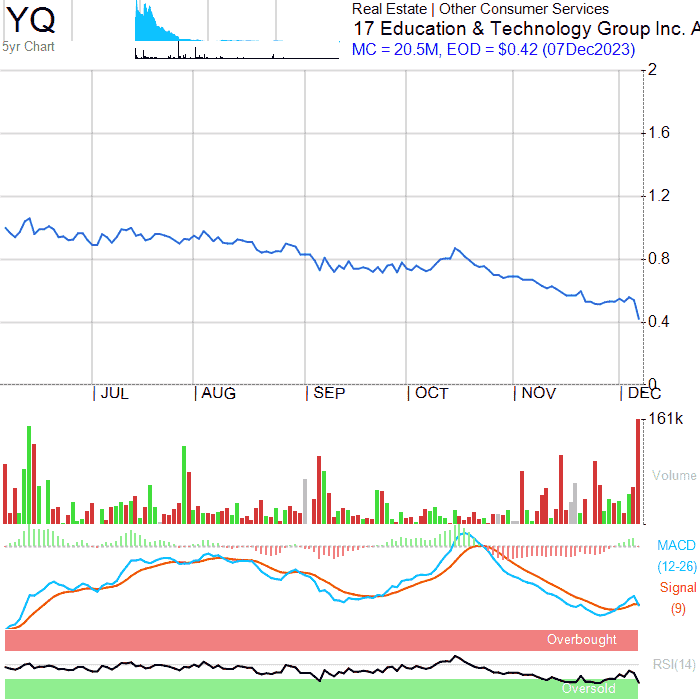 YQ
5yr Chart
Real Estate | Other Consumer Services
17 Education & Technology Group Inc. A
MC = 20.5M, EOD = $0.42 (07Dec2023)
2
1.6
1.2
0.8
0.4
0
JUL AUG SEP OCT NOV DEC
161k
Volume
MACD
(12-26)
Signal
(9)
Overbought
RSI(14)
Oversold